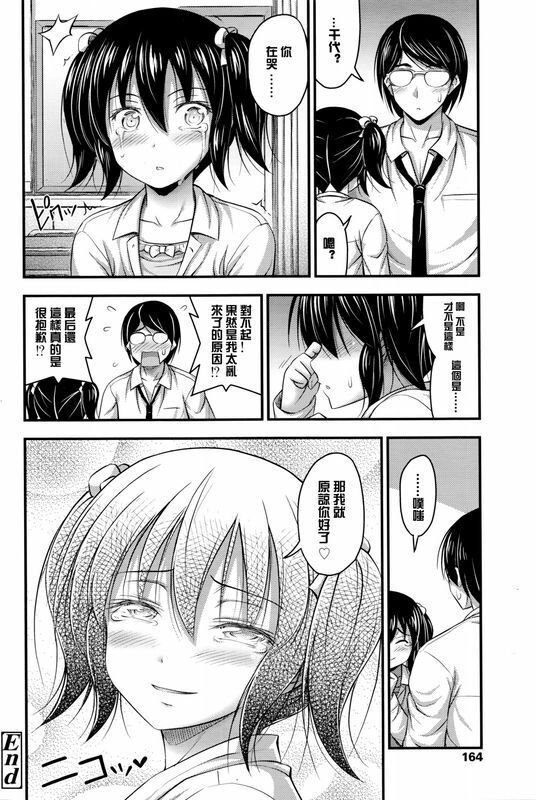 千代?
嗯?
你
在哭……
ピクッ
啊 不是
才不是這樣 這個是……
對不起!
果然是我太亂
來了的原因!?
最后還
這樣真的是
很抱歉!?
……噗嗤
那我就
原諒你好了♡
ニコッ♥
End
164